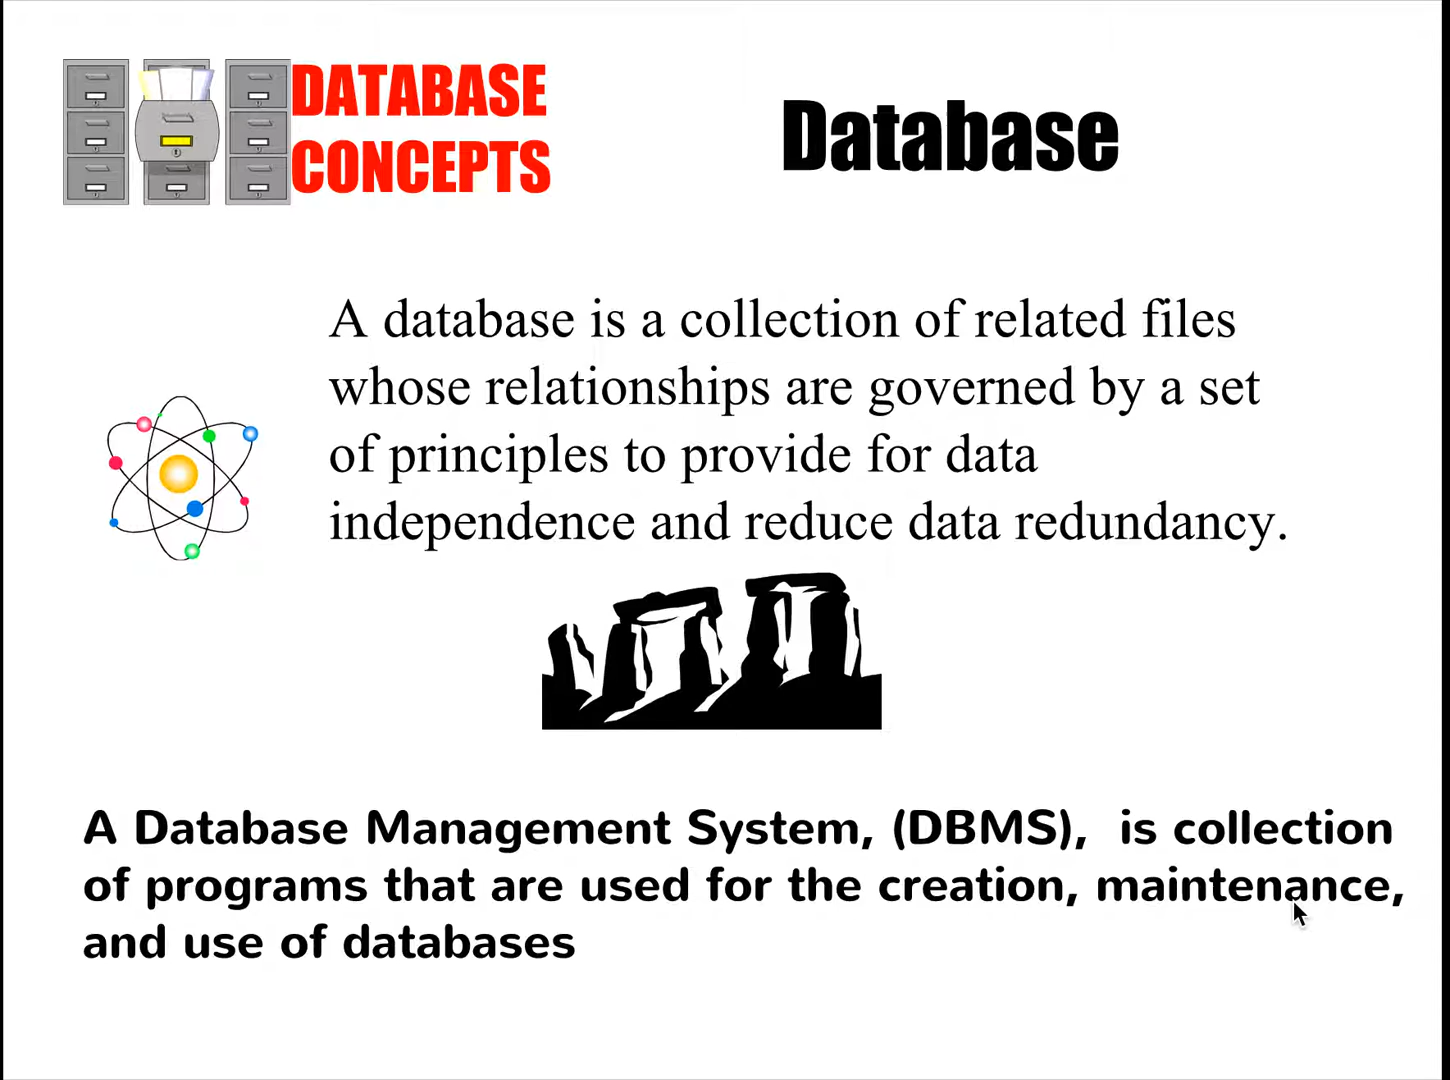 DATABASE
CONCEPTS
Database
A database is a collection of related files
whose relationships are governed by a set
of principles to provide for data
independence and reduce data redundancy.
A Database Management System, (DBMS),  is collection
of programs that are used for the creation, maintenance,
and use of databases